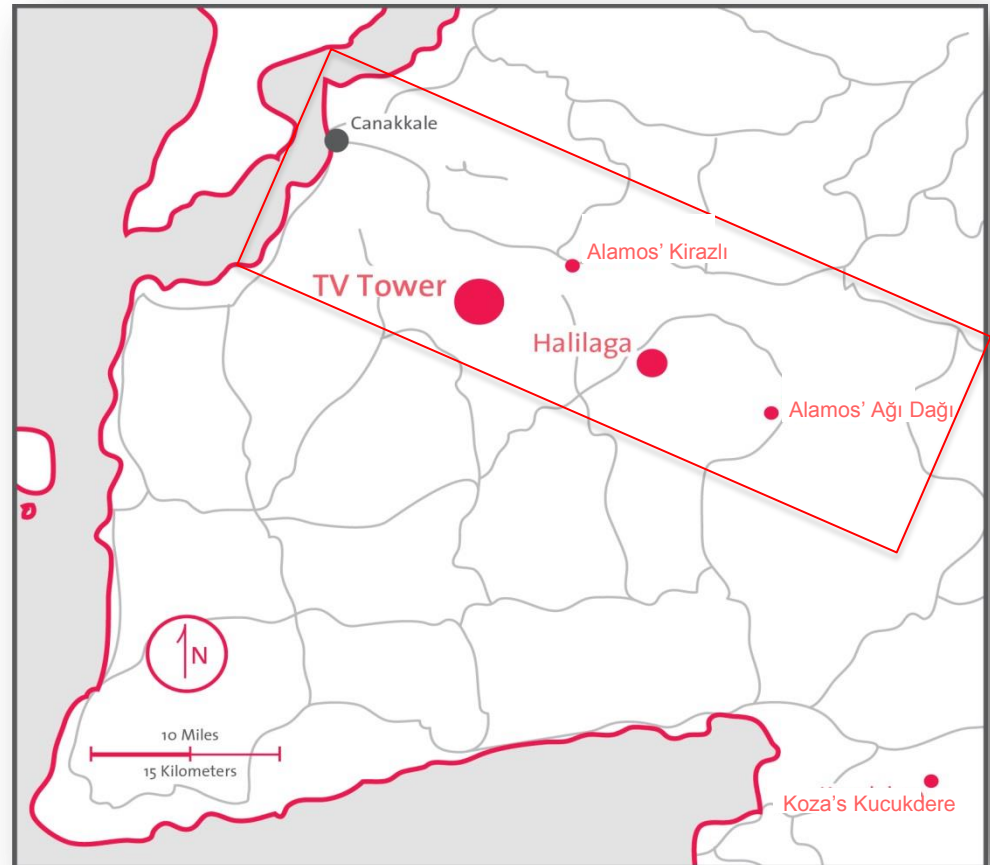 Canakkale
Alamos' Kirazlı
TV Tower
Halilaga
Alamos' Ağı Dağı
N
10 Miles
15 Kilometers
Koza's Kucukdere